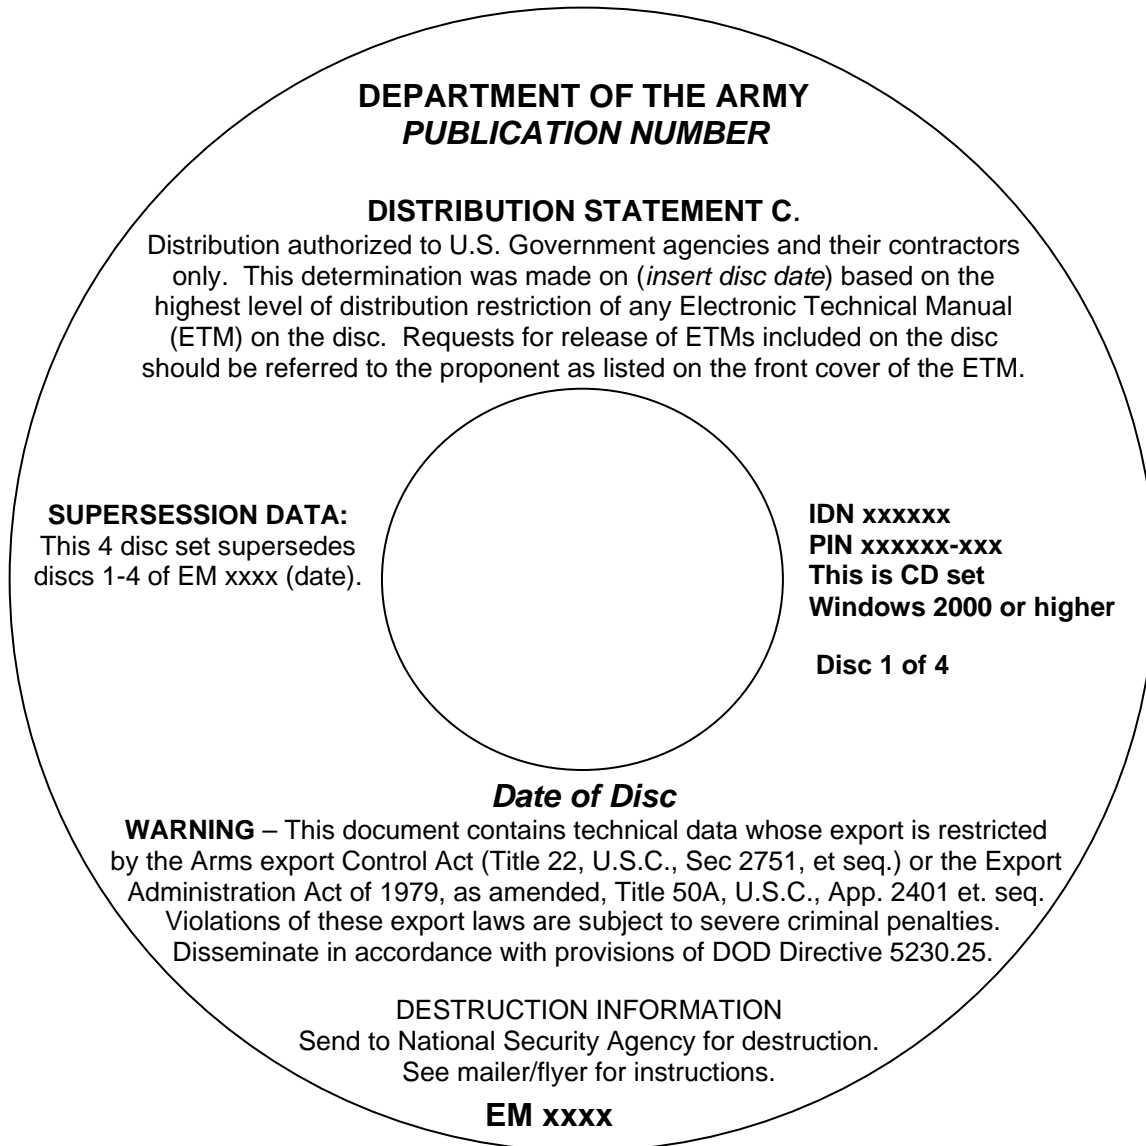 DEPARTMENT OF THE ARMY
PUBLICATION NUMBER
DISTRIBUTION STATEMENT C.
Distribution authorized to U.S. Government agencies and their contractors
only.  This determination was made on (insert disc date) based on the
highest level of distribution restriction of any Electronic Technical Manual
(ETM) on the disc.  Requests for release of ETMs included on the disc
should be referred to the proponent as listed on the front cover of the ETM.
SUPERSESSION DATA:
This 4 disc set supersedes
discs 1-4 of EM xxxx (date).
IDN xxxxxx
PIN xxxxxx-xxx
This is CD set
Windows 2000 or higher
Disc 1 of 4
Date of Disc
WARNING – This document contains technical data whose export is restricted
by the Arms export Control Act (Title 22, U.S.C., Sec 2751, et seq.) or the Export
Administration Act of 1979, as amended, Title 50A, U.S.C., App. 2401 et. seq.
Violations of these export laws are subject to severe criminal penalties.
Disseminate in accordance with provisions of DOD Directive 5230.25.
DESTRUCTION INFORMATION
Send to National Security Agency for destruction.
See mailer/flyer for instructions.
EM xxxx